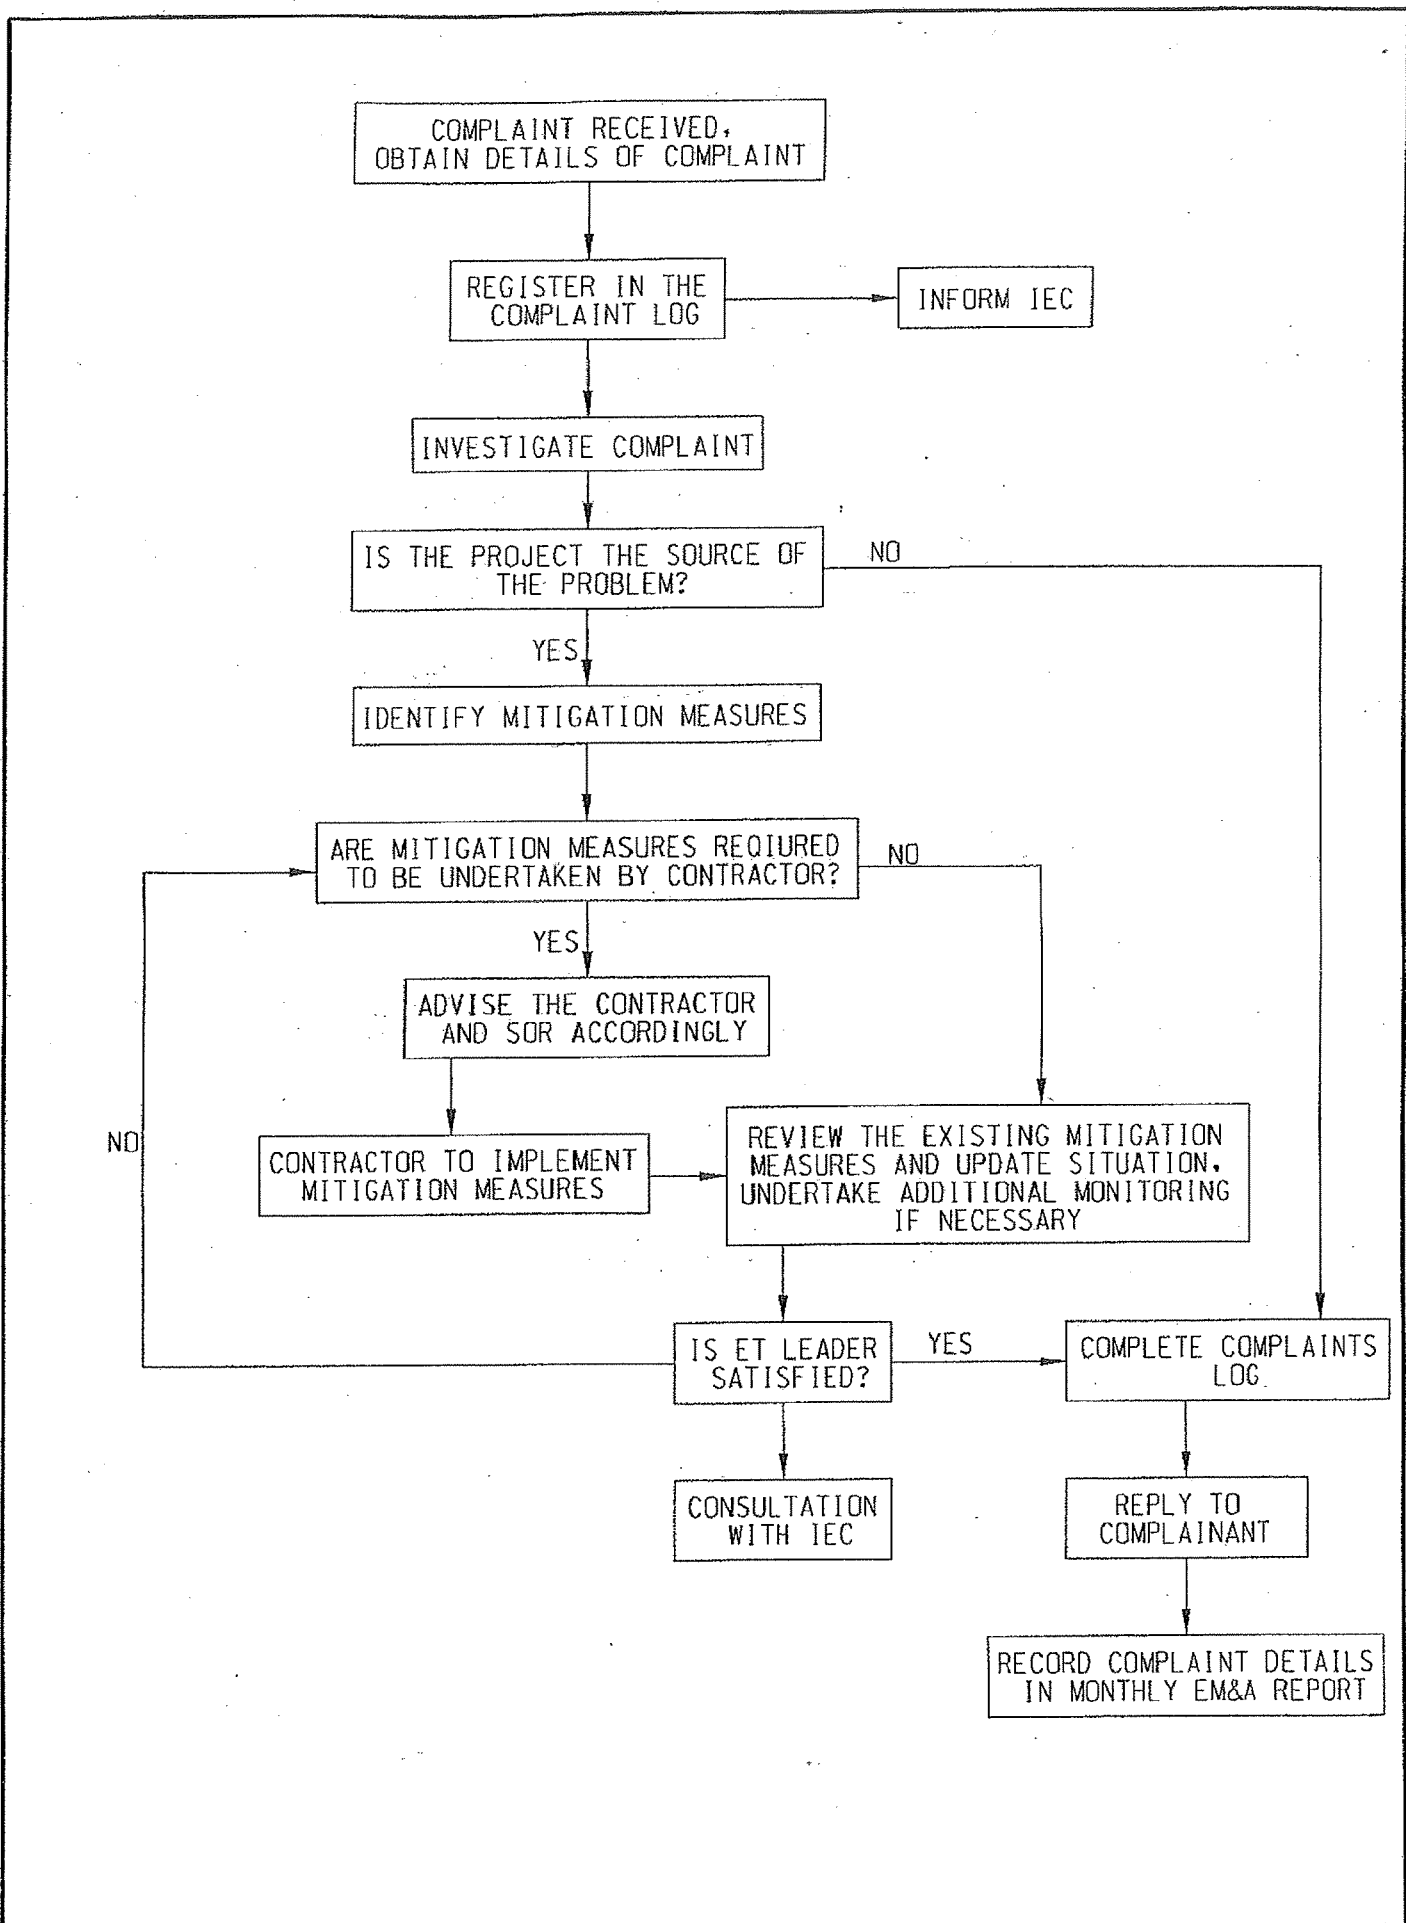 COMPLAINT RECEIVED,
OBTAIN DETAILS OF COMPLAINT
REGISTER IN THE
COMPLAINT LOG
INFORM IEC
INVESTIGATE COMPLAINT
IS THE PROJECT THE SOURCE OF
THE PROBLEM?
NO
YES
IDENTIFY MITIGATION MEASURES
ARE MITIGATION MEASURES REQIURED
TO BE UNDERTAKEN BY CONTRACTOR?
NO
YES
ADVISE THE CONTRACTOR
AND SOR ACCORDINGLY
NO
CONTRACTOR TO IMPLEMENT
MITIGATION MEASURES
REVIEW THE EXISTING MITIGATION
MEASURES AND UPDATE SITUATION,
UNDERTAKE ADDITIONAL MONITORING
IF NECESSARY
IS ET LEADER
SATISFIED?
YES
COMPLETE COMPLAINTS
LOG
CONSULTATION
WITH IEC
REPLY TO
COMPLAINANT
RECORD COMPLAINT DETAILS
IN MONTHLY EM&A REPORT